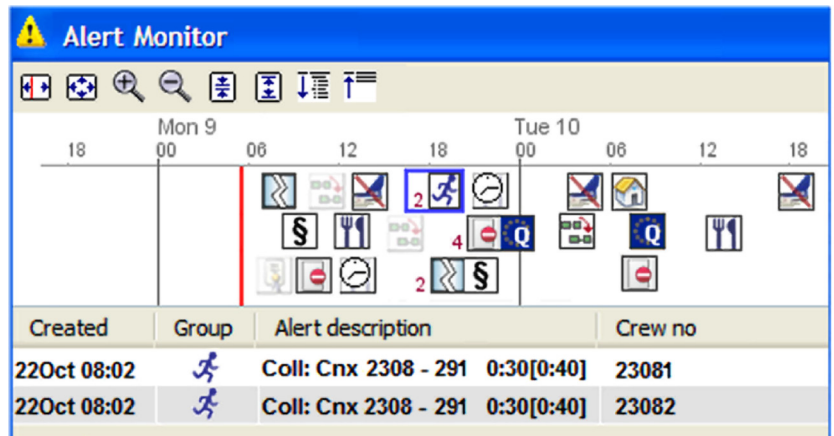 Alert Monitor
Mon 9 Tue 10
18 00 06 12 18 00 06 12 18
2
§ 4 Q Q
2 §
Created Group Alert description Crew no
22Oct 08:02 Coll: Cnx 2308 - 291 0:30[0:40] 23081
22Oct 08:02 Coll: Cnx 2308 - 291 0:30[0:40] 23082